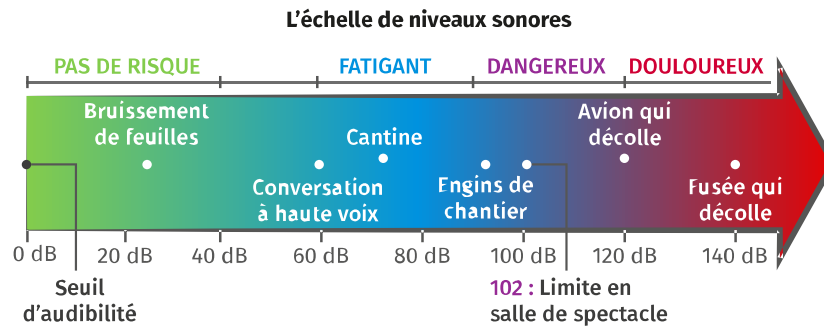 L'échelle de niveaux sonores
PAS DE RISQUE FATIGANT DANGEREUX DOULOUREUX
Bruissement
de feuilles
Cantine
Avion qui
décolle
Conversation
à haute voix
Engins de
chantier
Fusée qui
décolle
0 dB 20 dB 40 dB 60 dB 80 dB 100 dB 120 dB 140 dB
Seuil
d'audibilité
102 : Limite en
salle de spectacle